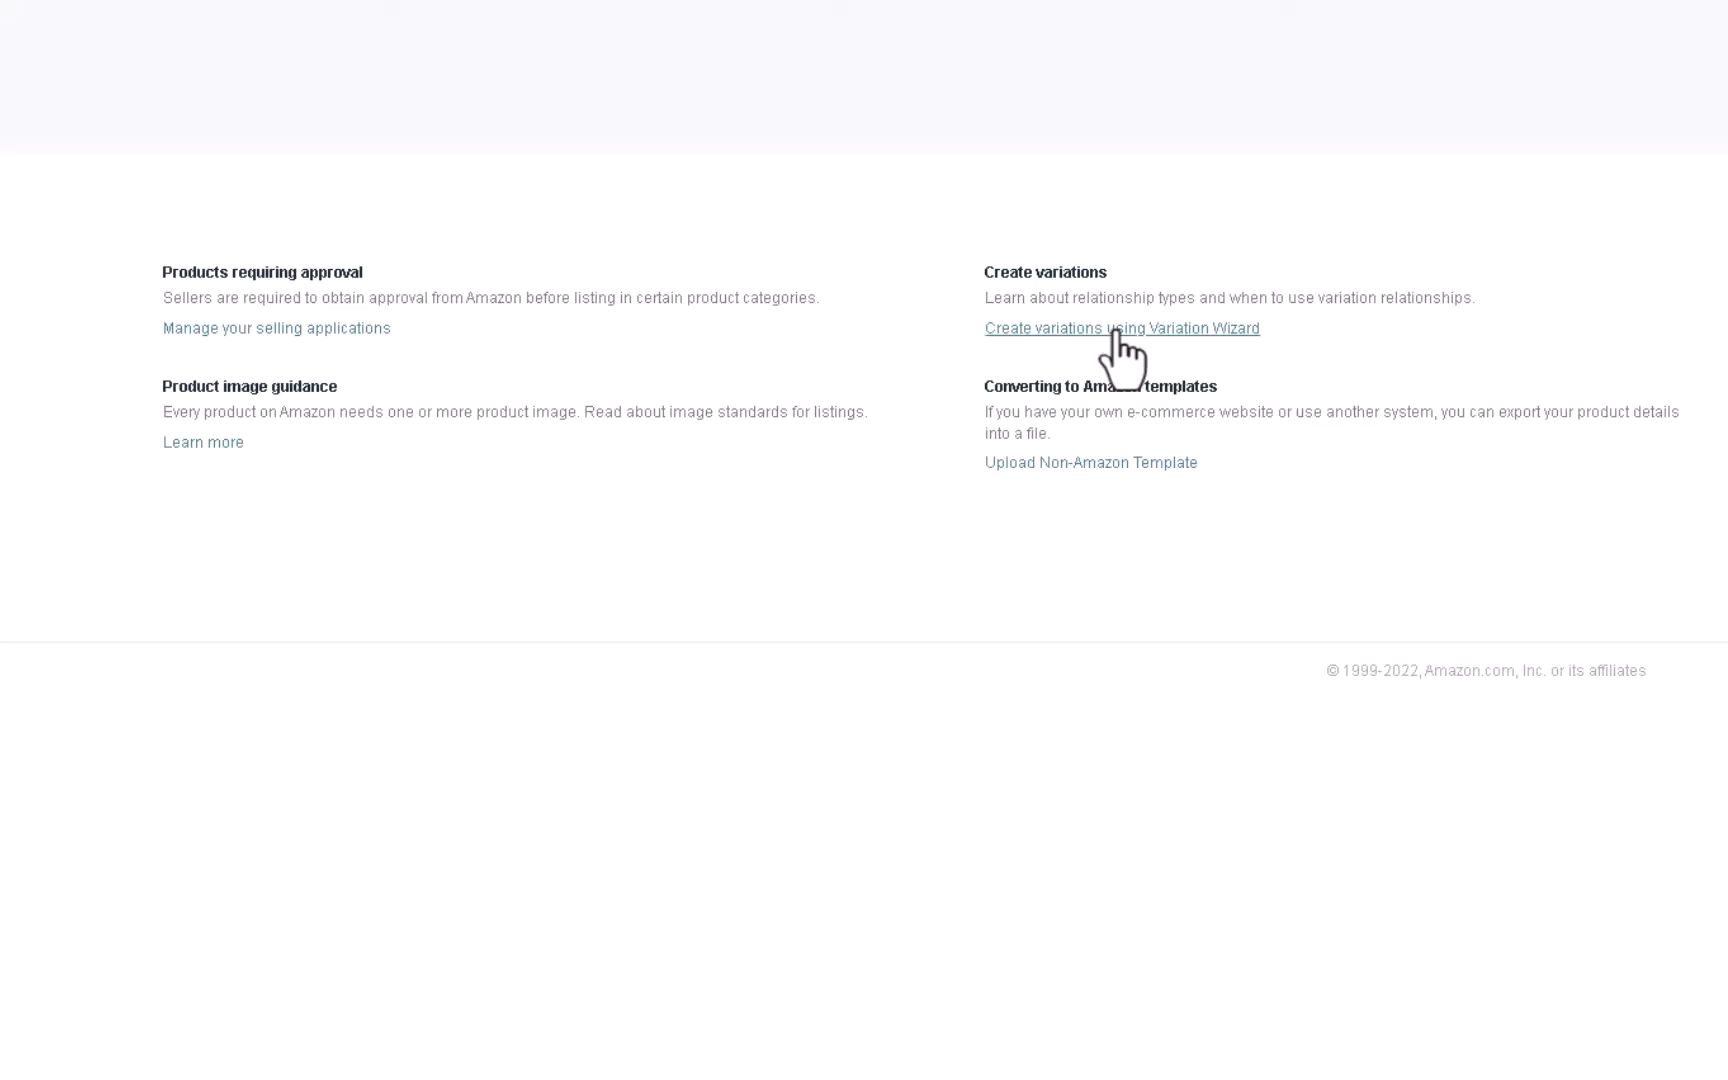 Products requiring approval
Sellers are required to obtain approval from Amazon before listing in certain product categories.
Manage your selling applications
Product image guidance
Every product on Amazon needs one or more product image. Read about image standards for listings.
Learn more
Create variations
Learn about relationship types and when to use variation relationships.
Create variations using Variation Wizard
Converting to Amazon templates
If you have your own e-commerce website or use another system, you can export your product details
into a file.
Upload Non-Amazon Template
© 1999-2022, Amazon.com, Inc. or its affiliates